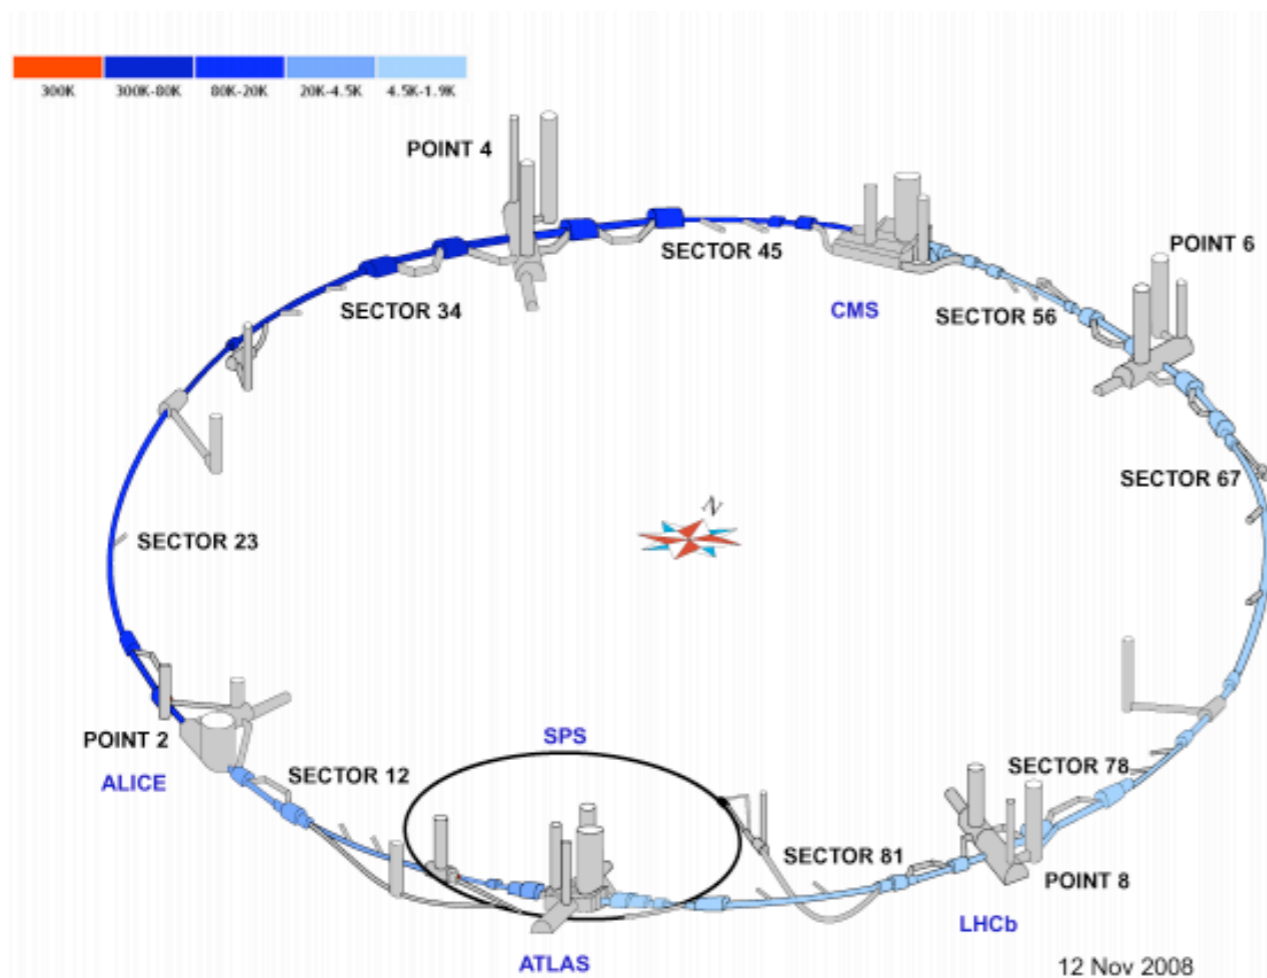 300K 300K-80K 80K-20K 20K-4.5K 4.5K-1.9K
POINT 4
SECTOR 45
POINT 6
SECTOR 34
CMS
SECTOR 56
SECTOR 67
N
SECTOR 23
POINT 2
ALICE
SPS
SECTOR 12
SECTOR 78
SECTOR 81
POINT 8
LHCb
ATLAS
12 Nov 2008